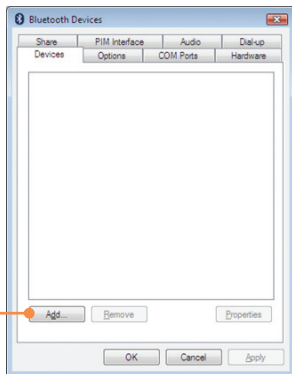 Bluetooth Devices
Share PIM Interface Audio Dial-up
Devices Options COM Ports Hardware
Add... Remove Properties
OK Cancel Apply